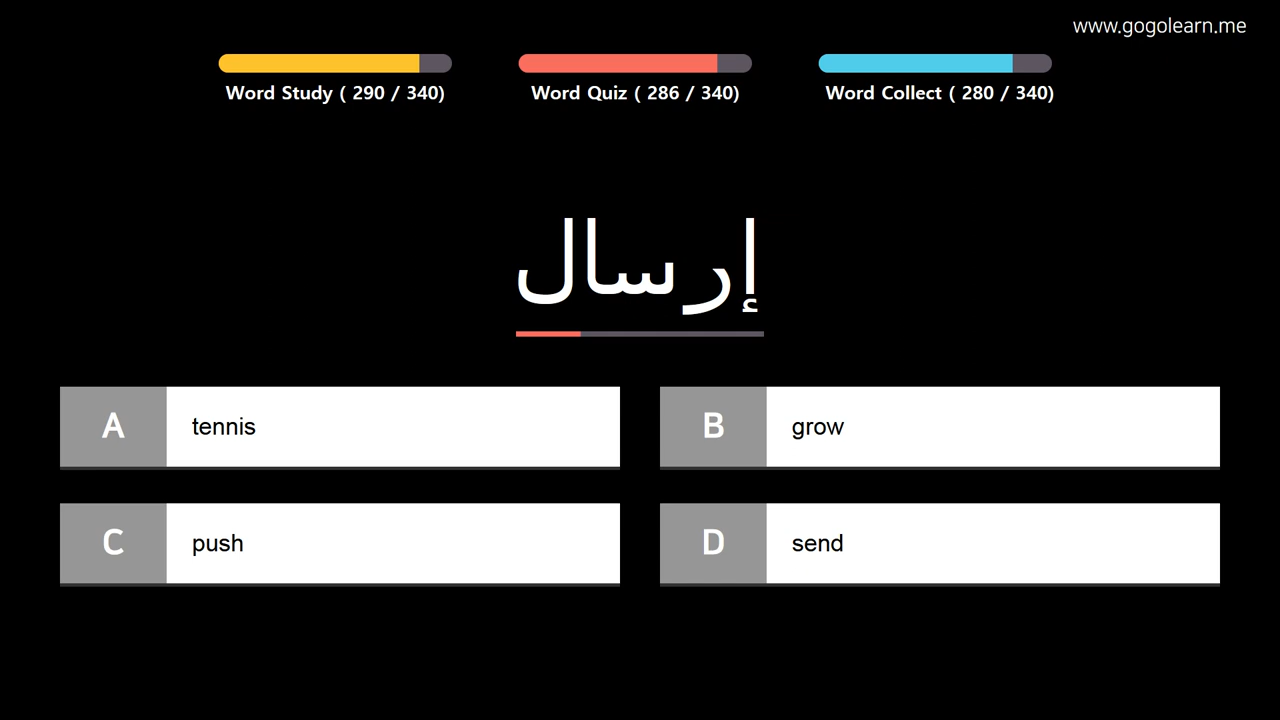 www.gogolearn.me
Word Study ( 290 / 340)
Word Quiz ( 286 / 340)
Word Collect ( 280 / 340)
إرسال
A tennis
B grow
C push
D send